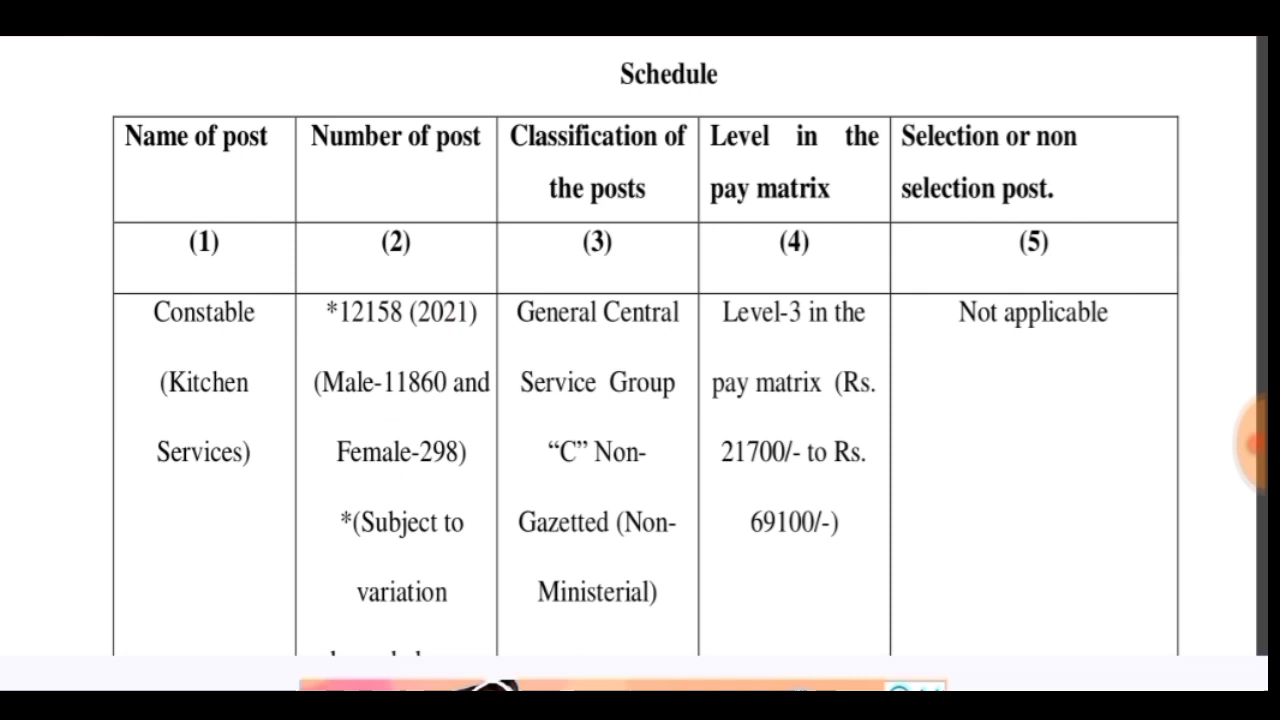 Schedule
Name of post
Number of post
Classification of
the posts
Level in the
pay matrix
Selection or non
selection post.
(1)
(2)
(3)
(4)
(5)
Constable
(Kitchen
Services)
*12158 (2021)
(Male-11860 and
Female-298)
*(Subject to
variation
General Central
Service Group
“C” Non-
Gazetted (Non-
Ministerial)
Level-3 in the
pay matrix (Rs.
21700/- to Rs.
69100/-)
Not applicable